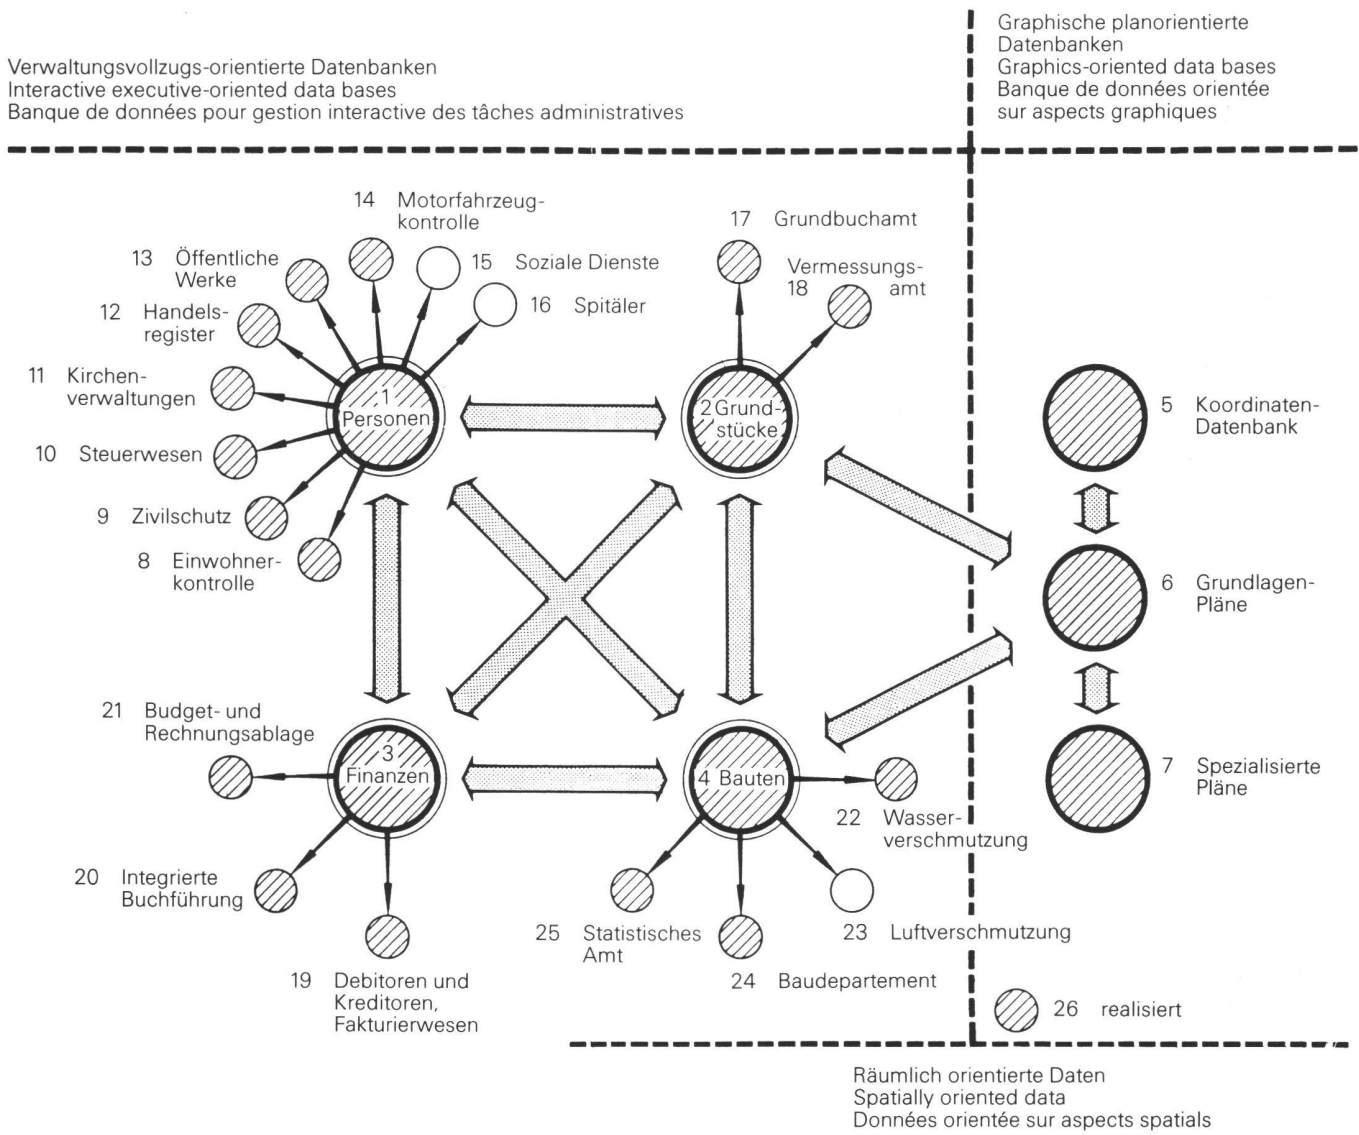 Verwaltungsvollzugs-orientierte Datenbanken
Interactive executive-oriented data bases
Banque de données pour gestion interactive des tâches administratives
Graphische planorientierte
Datenbanken
Graphics-oriented data bases
Banque de données orientée
sur aspects graphiques
14 Motorfahrzeug-
kontrolle
13 Öffentliche
Werke
15 Soziale Dienste
16 Spitäler
12 Handels-
register
11 Kirchen-
verwaltungen
10 Steuerwesen
9 Zivilschutz
8 Einwohner-
kontrolle
1
Personen
17 Grundbuchamt
Vermessungs-
18 amt
2 Grund-
stücke
5 Koordinaten-
Datenbank
6 Grundlagen-
Pläne
7 Spezialisierte
Pläne
21 Budget- und
Rechnungsablage
3
Finanzen
20 Integrierte
Buchführung
19 Debitoren und
Kreditoren,
Fakturierwesen
4 Bauten
22 Wasser-
verschmutzung
23 Luftverschmutzung
25 Statistisches
Amt
24 Baudepartement
26 realisiert
Räumlich orientierte Daten
Spatially oriented data
Données orientée sur aspects spatials